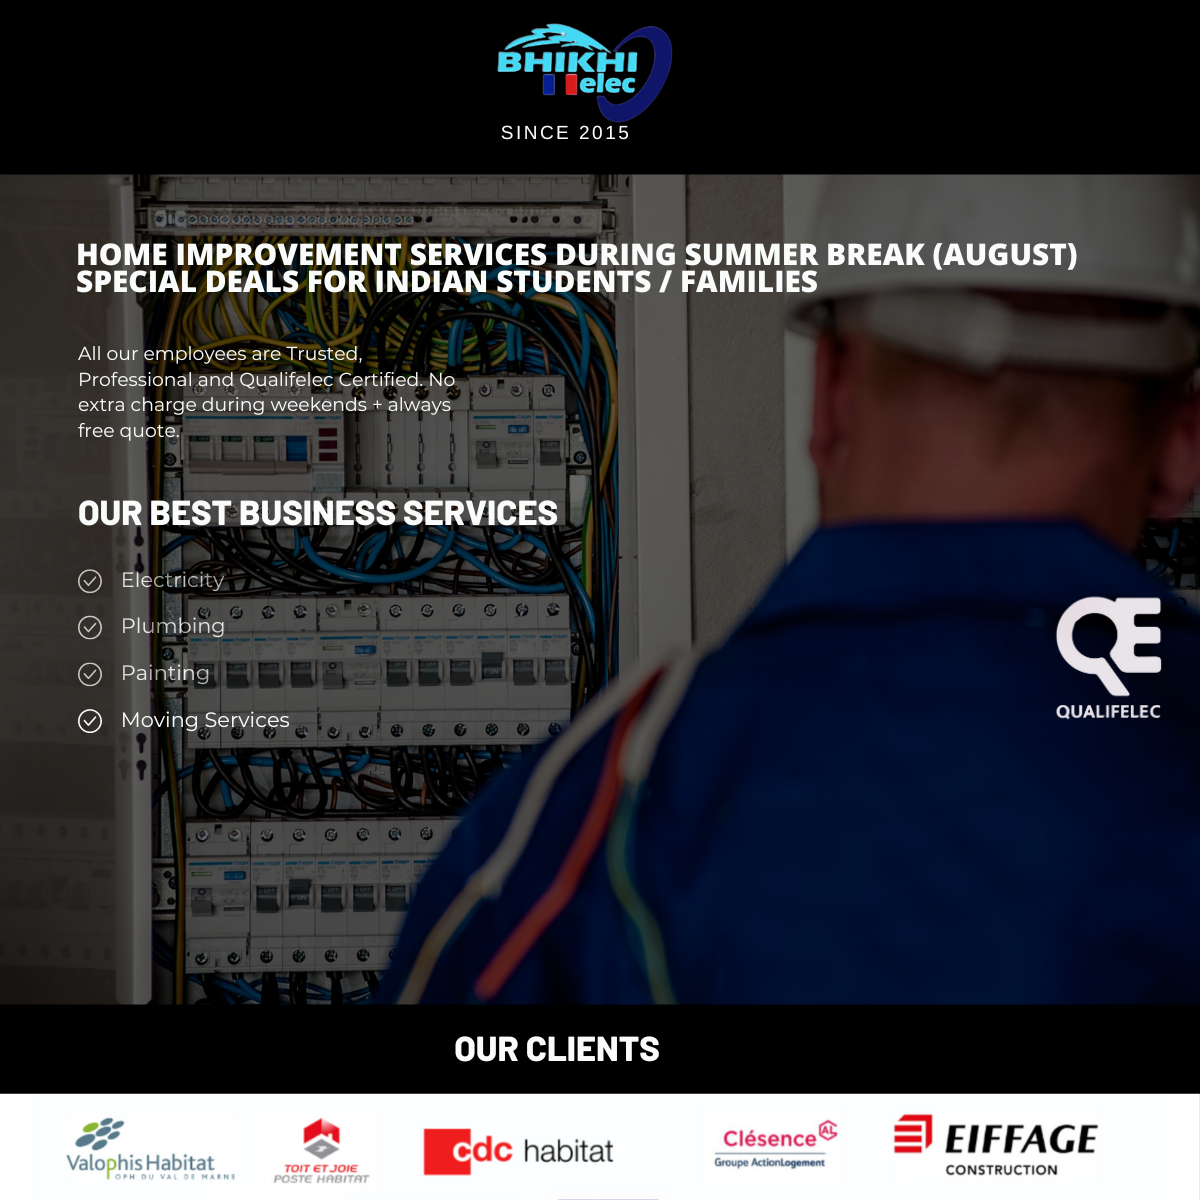 BHIKHI
elec
SINCE 2015
HOME IMPROVEMENT SERVICES DURING SUMMER BREAK (AUGUST)
SPECIAL DEALS FOR INDIAN STUDENTS / FAMILIES
All our employees are Trusted,
Professional and Qualifelec Certified. No
extra charge during weekends + always
free quote.
OUR BEST BUSINESS SERVICES
Electricity
Plumbing
Painting
Moving Services
QE
QUALIFELEC
OUR CLIENTS
Valophis Habitat
OPH DU VAL DE MARNE
TOIT ET JOIE
POSTE HABITAT
cdc habitat
Clésence AL
Groupe ActionLogement
EIFFAGE
CONSTRUCTION